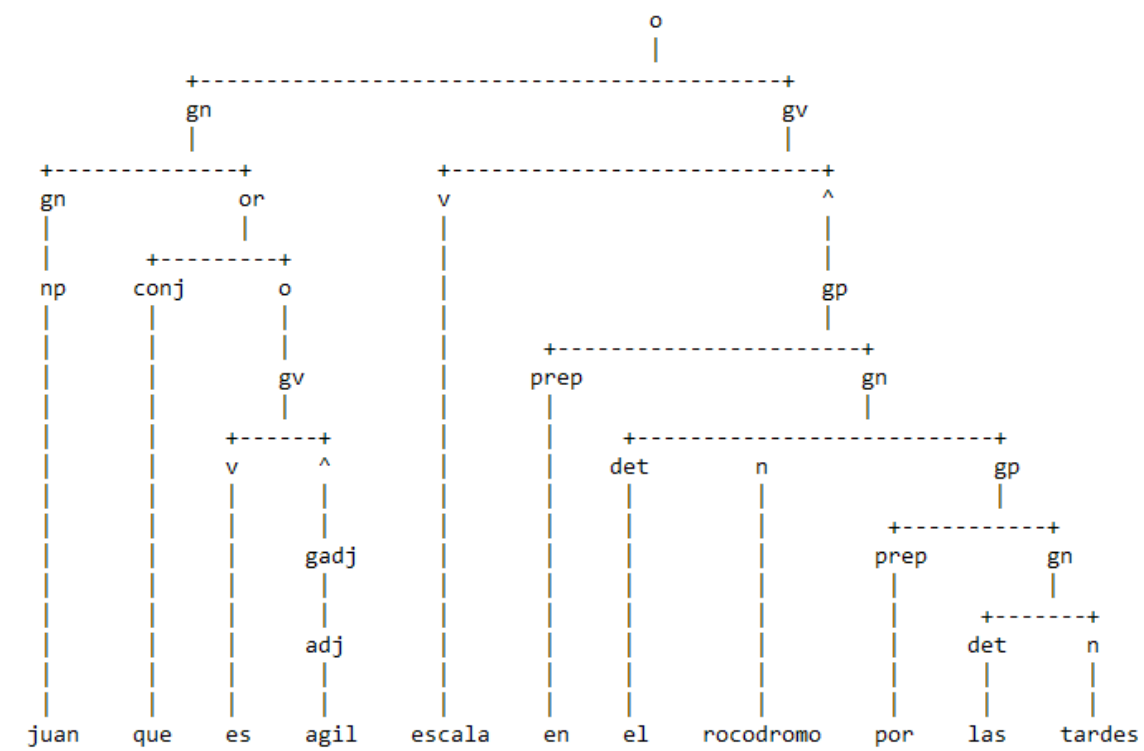 o
gn gv
gn or v ^
np conj o gp
gv prep gn
v ^ det n gp
gadj prep gn
adj det n
juan que es agil escala en el rocodromo por las tardes